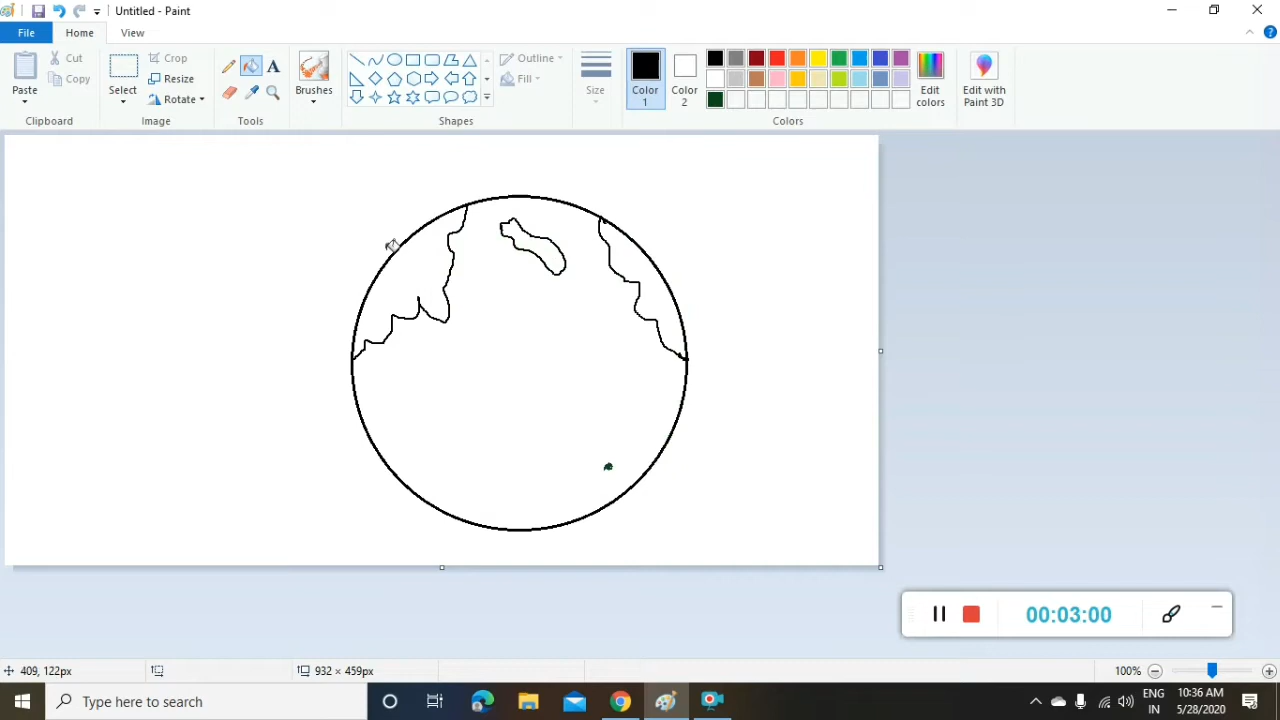 Untitled - Paint
File Home View
Paste
Cut
Copy
Clipboard
Select
Crop
Resize
Rotate
Image
A
Tools
Brushes
Outline
Fill
Shapes
Size
Color 1
Color 2
Edit colors
Colors
Edit with Paint 3D
00:03:00
409, 122px
932 × 459px
100%
Type here to search
ENG
IN
10:36 AM
5/28/2020